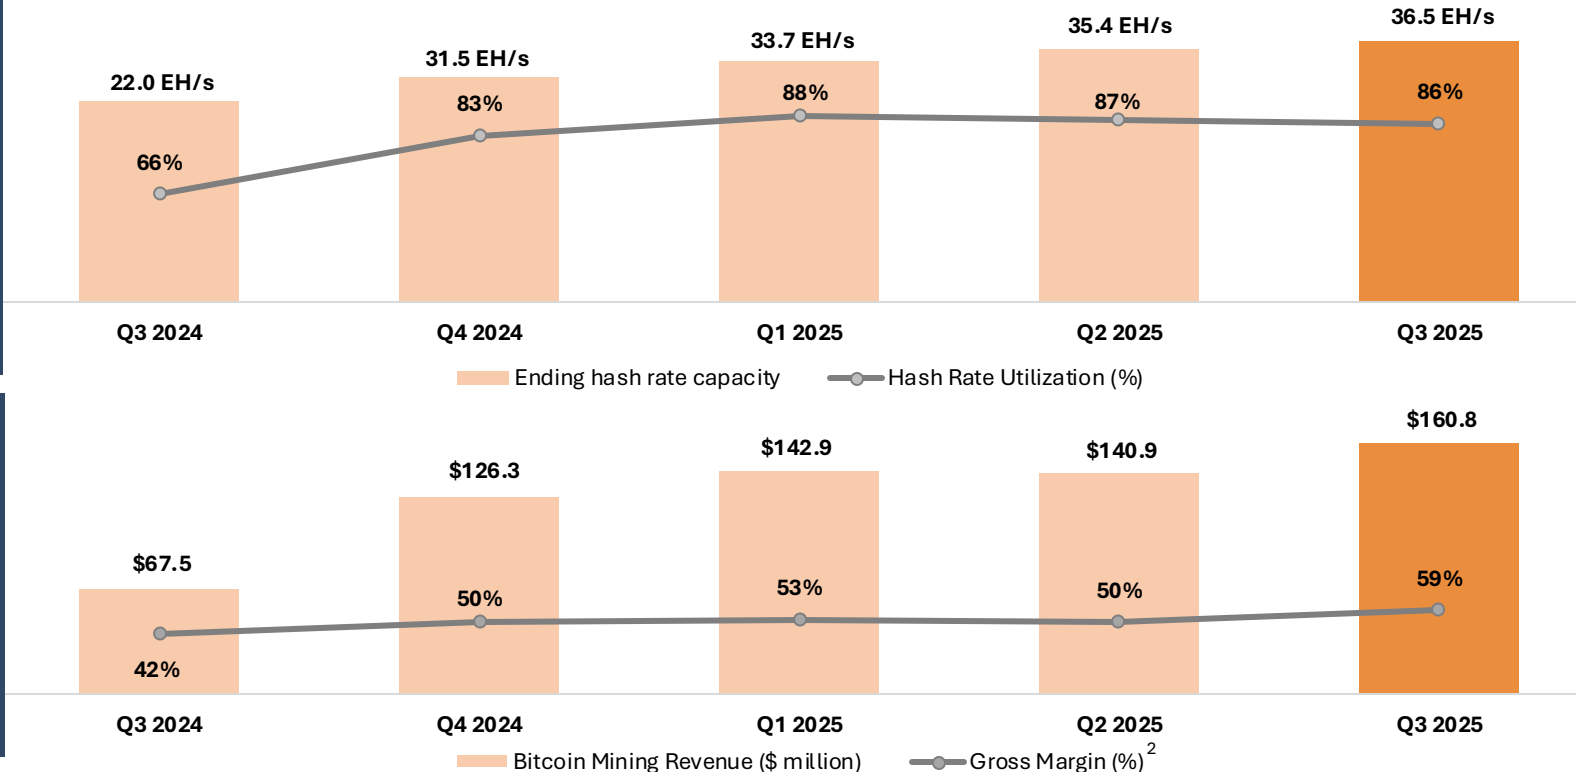 22.0 EH/s 31.5 EH/s 33.7 EH/s 35.4 EH/s 36.5 EH/s
66% 83% 88% 87% 86%
Q3 2024 Q4 2024 Q1 2025 Q2 2025 Q3 2025
Ending hash rate capacity Hash Rate Utilization (%)
$67.5 $126.3 $142.9 $140.9 $160.8
42% 50% 53% 50% 59%
Q3 2024 Q4 2024 Q1 2025 Q2 2025 Q3 2025
Bitcoin Mining Revenue ($ million) Gross Margin (%)²